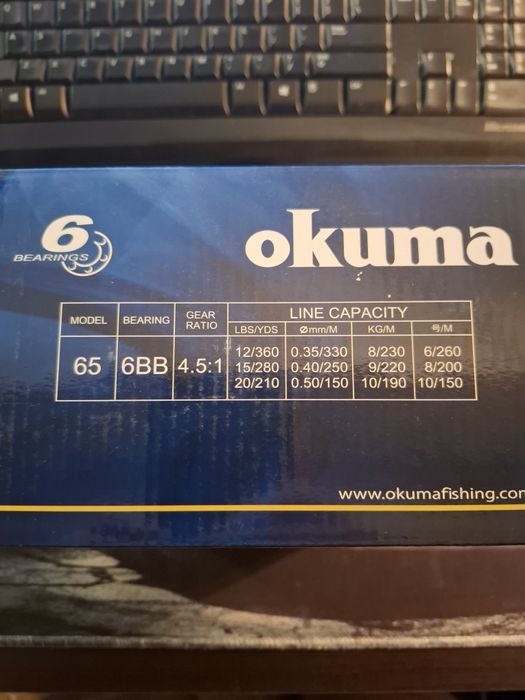 6
BEARINGS
okuma
MODEL BEARING GEAR RATIO LINE CAPACITY
LBS/YDS Ømm/M KG/M 号/M
65 6BB 4.5:1
12/360 0.35/330 8/230 6/260
15/280 0.40/250 9/220 8/200
20/210 0.50/150 10/190 10/150
www.okumafishing.com